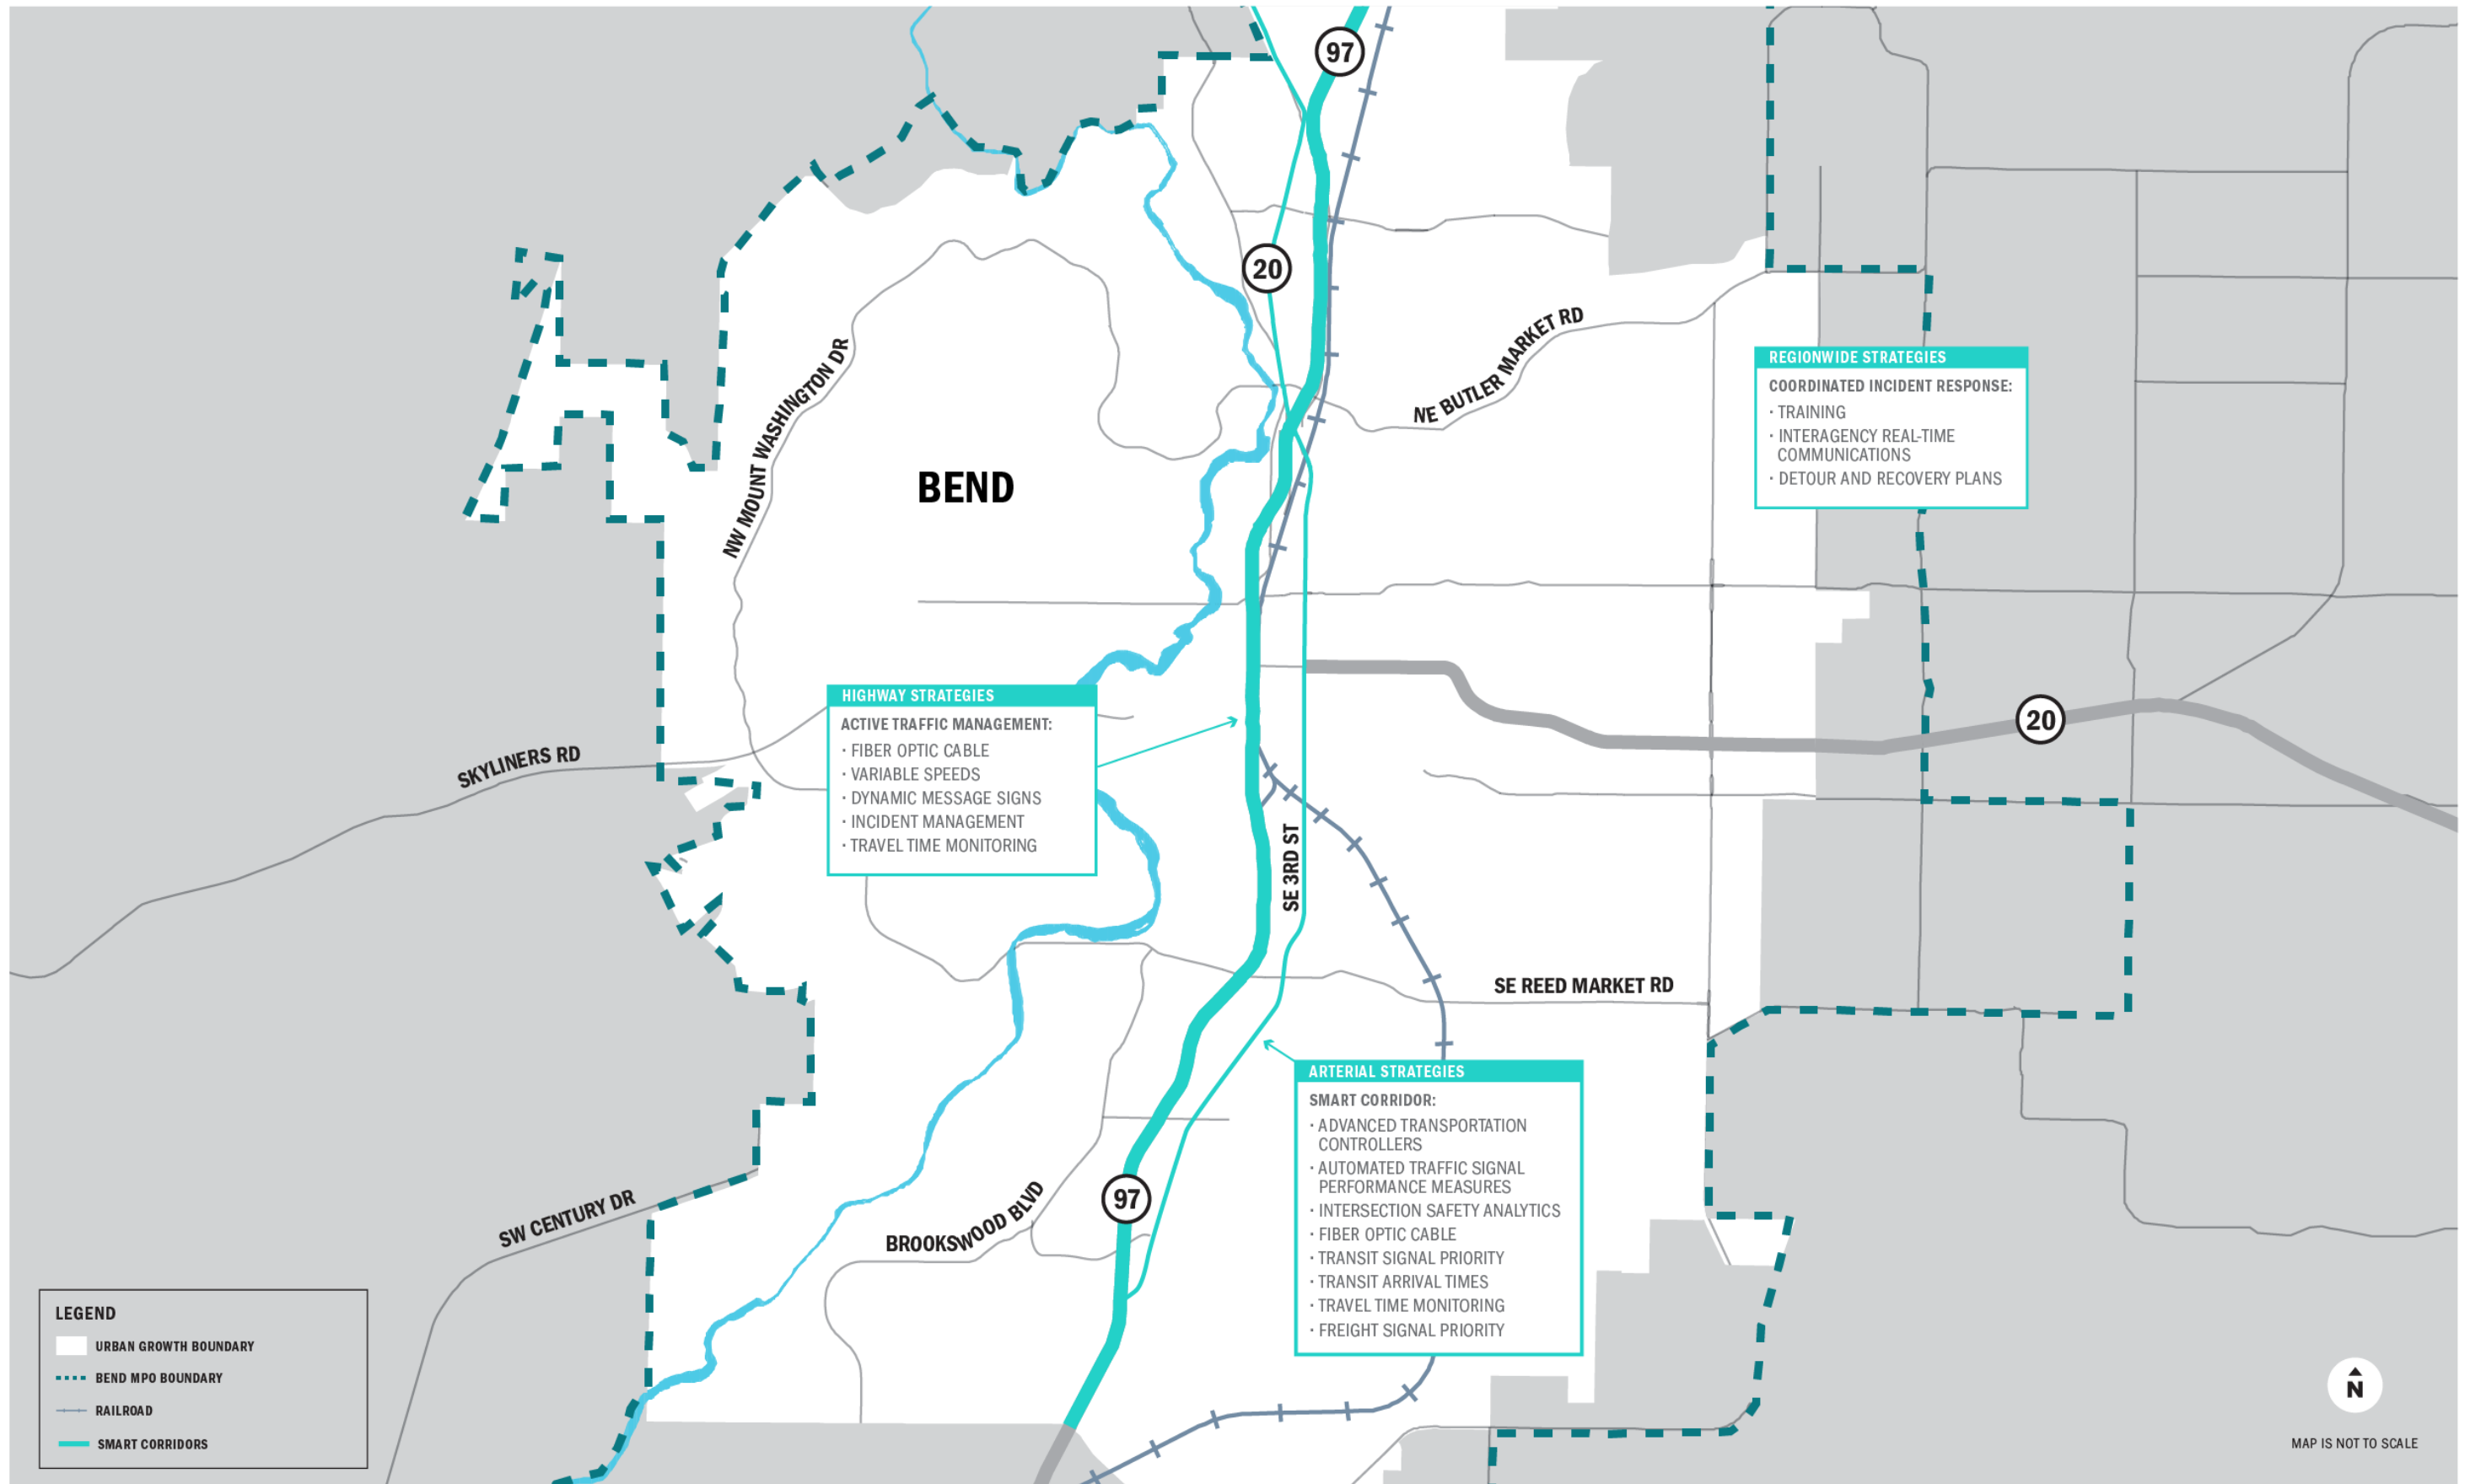 97
20
NE BUTLER MARKET RD
NW MOUNT WASHINGTON DR
BEND
REGIONWIDE STRATEGIES
COORDINATED INCIDENT RESPONSE:
· TRAINING
· INTERAGENCY REAL-TIME
COMMUNICATIONS
· DETOUR AND RECOVERY PLANS
HIGHWAY STRATEGIES
ACTIVE TRAFFIC MANAGEMENT:
· FIBER OPTIC CABLE
· VARIABLE SPEEDS
· DYNAMIC MESSAGE SIGNS
· INCIDENT MANAGEMENT
· TRAVEL TIME MONITORING
20
SKYLINERS RD
SE 3RD ST
SE REED MARKET RD
ARTERIAL STRATEGIES
SMART CORRIDOR:
· ADVANCED TRANSPORTATION
CONTROLLERS
· AUTOMATED TRAFFIC SIGNAL
PERFORMANCE MEASURES
· INTERSECTION SAFETY ANALYTICS
· FIBER OPTIC CABLE
· TRANSIT SIGNAL PRIORITY
· TRANSIT ARRIVAL TIMES
· TRAVEL TIME MONITORING
· FREIGHT SIGNAL PRIORITY
97
SW CENTURY DR
BROOKSWOOD BLVD
LEGEND
URBAN GROWTH BOUNDARY
BEND MPO BOUNDARY
RAILROAD
SMART CORRIDORS
N
MAP IS NOT TO SCALE